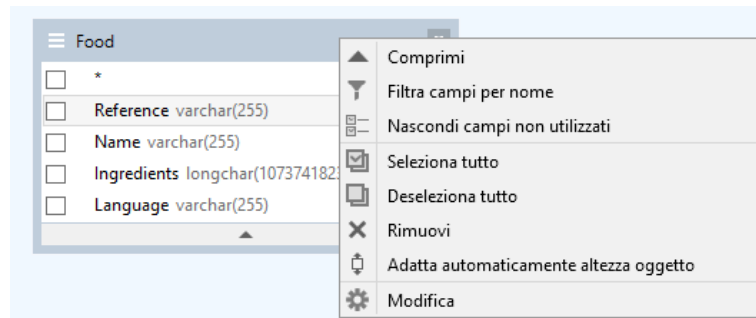 Food
*
Reference varchar(255)
Name varchar(255)
Ingredients longchar(107374182
Language varchar(255)
Comprimi
Filtra campi per nome
Nascondi campi non utilizzati
Seleziona tutto
Deseleziona tutto
Rimuovi
Adatta automaticamente altezza oggetto
Modifica